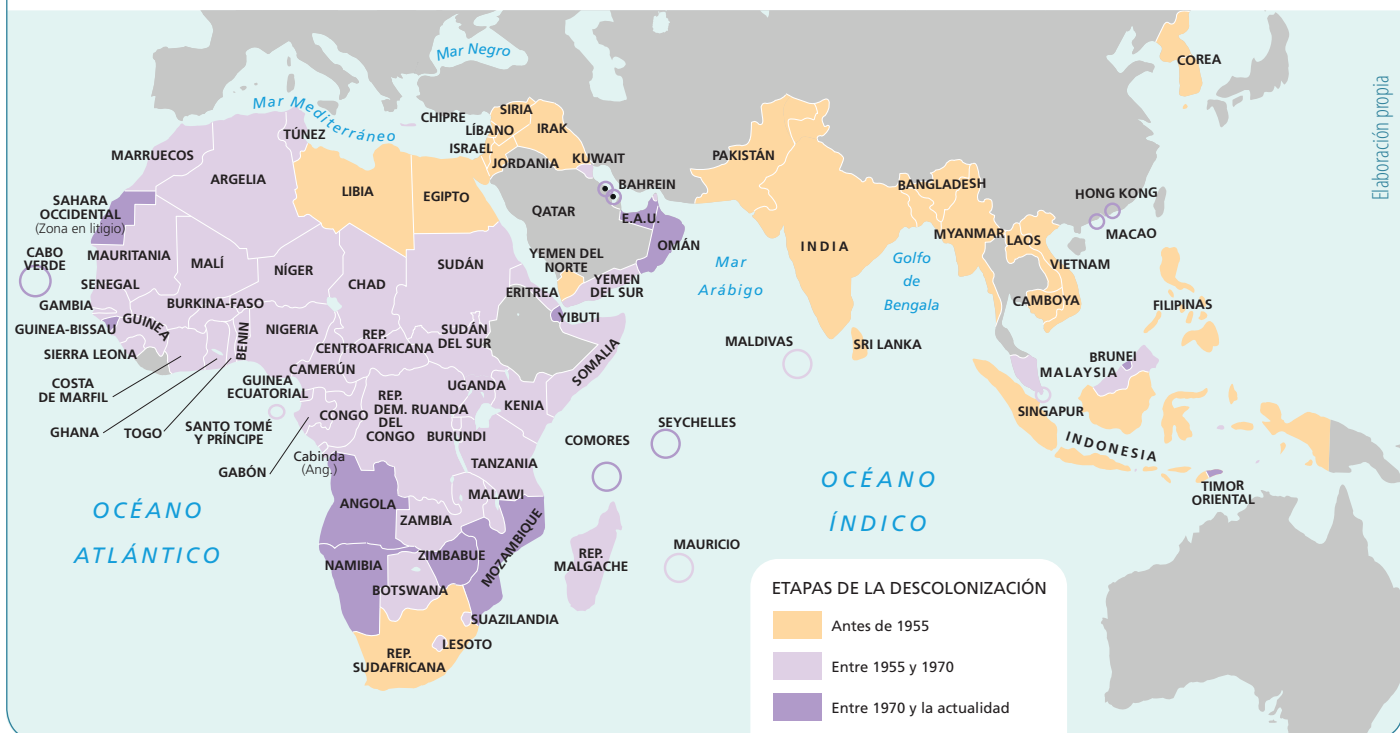 Mar Negro
COREA
Elaboración propia
Mar Mediterráneo
CHIPRE
SIRIA
LÍBANO
IRAK
ISRAEL
JORDANIA
KUWAIT
TÚNEZ
MARRUECOS
ARGELIA
LIBIA
EGIPTO
PAKISTÁN
BAHREIN
QATAR
E.A.U.
OMÁN
BANGLADESH
HONG KONG
MACAO
SAHARA
OCCIDENTAL
(Zona en litigio)
CABO
VERDE
MAURITANIA
MALÍ
NÍGER
CHAD
SUDÁN
YEMEN DEL
NORTE
YEMEN
DEL SUR
ERITREA
YIBUTI
Mar
Arábigo
INDIA
Golfo
de
Bengala
MYANMAR
LAOS
VIETNAM
CAMBOYA
FILIPINAS
SENEGAL
GAMBIA
GUINEA-BISSAU
GUINEA
BURKINA-FASO
SIERRA LEONA
BENIN
NIGERIA
REP.
CENTROAFRICANA
SUDÁN
DEL SUR
SOMALIA
MALDIVAS
SRI LANKA
BRUNEI
MALAYSIA
SINGAPUR
INDONESIA
TIMOR
ORIENTAL
COSTA
DE MARFIL
GHANA
TOGO
CAMERÚN
GUINEA
ECUATORIAL
SANTO TOMÉ
Y PRÍNCIPE
GABÓN
CONGO
REP.
DEM.
DEL
CONGO
UGANDA
RUANDA
KENIA
BURUNDI
TANZANIA
Cabinda
(Ang.)
COMORES
SEYCHELLES
OCÉANO
ATLÁNTICO
ANGOLA
ZAMBIA
MALAWI
ZIMBABUE
MOZAMBIQUE
NAMIBIA
BOTSWANA
REP.
MALGACHE
MAURICIO
SUAZILANDIA
LESOTO
REP.
SUDAFRICANA
OCÉANO
ÍNDICO
ETAPAS DE LA DESCOLONIZACIÓN
Antes de 1955
Entre 1955 y 1970
Entre 1970 y la actualidad